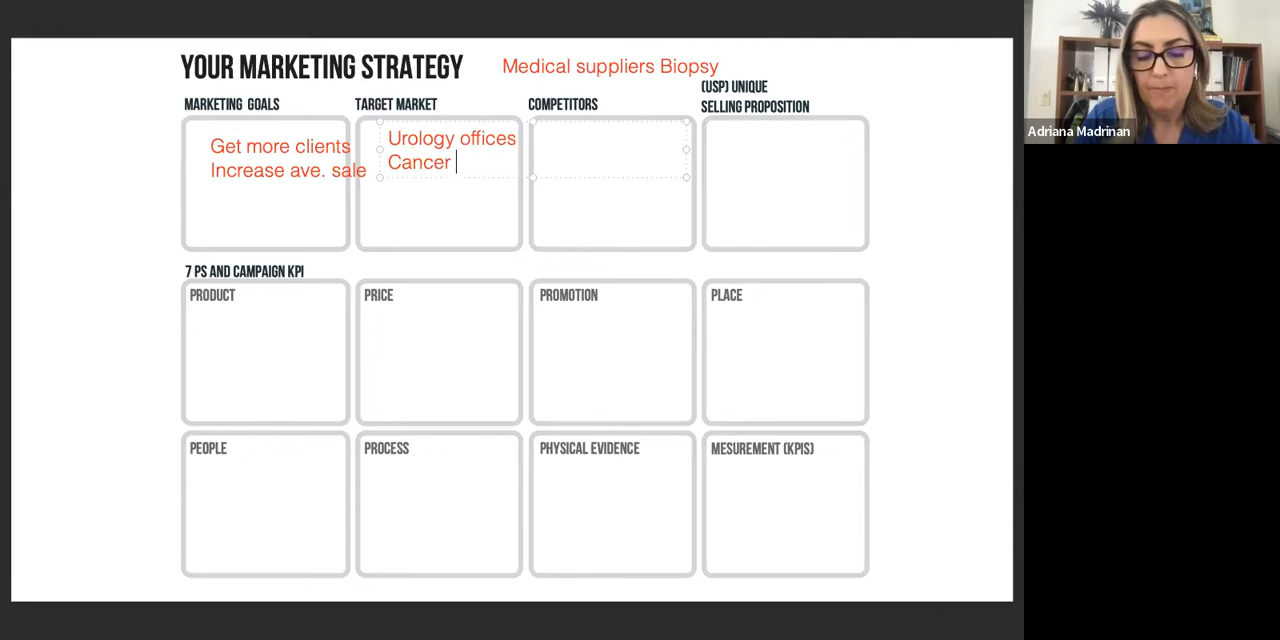 YOUR MARKETING STRATEGY
Medical suppliers Biopsy
MARKETING GOALS
TARGET MARKET
COMPETITORS
(USP) UNIQUE
SELLING PROPOSITION
Get more clients
Increase ave. sale
Urology offices
Cancer
7 PS AND CAMPAIGN KPI
PRODUCT
PRICE
PROMOTION
PLACE
PEOPLE
PROCESS
PHYSICAL EVIDENCE
MESUREMENT (KPIS)
Adriana Madrinan